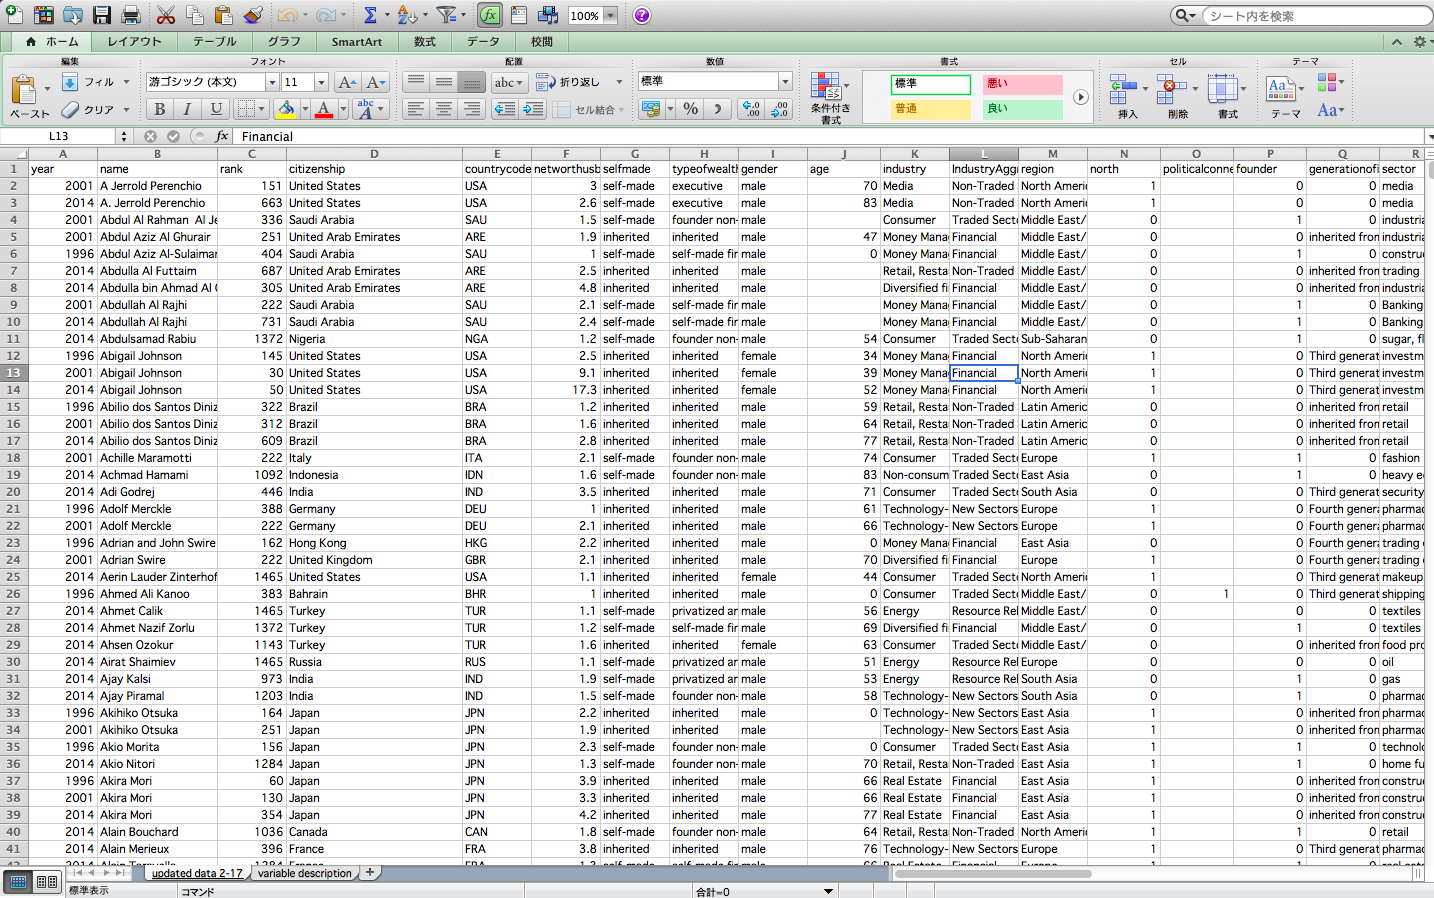 100%
シート内を検索
ホーム レイアウト テーブル グラフ SmartArt 数式 データ 校閲
編集 フォント 配置 数値 書式 セル テーマ
ペースト フィル クリア 游ゴシック (本文) 11 abc 折り返し 標準 条件付き書式 標準 悪い 挿入 削除 書式 テーマ
B I U A abc セル結合 % 普通 良い
L13 fx Financial
A B C D E F G H I J K L M N O P Q R
1 year name rank citizenship countrycode networthusb selfmade typeofwealth gender age industry IndustryAggr region north politicalconne founder generationofi sector
2 2001 A Jerrold Perenchio 151 United States USA 3 self-made executive male 70 Media Non-Traded North Ameri 1 0 0 media
3 2014 A. Jerrold Perenchio 663 United States USA 2.6 self-made executive male 83 Media Non-Traded North Ameri 1 0 0 media
4 2001 Abdul Al Rahman Al Je 336 Saudi Arabia SAU 1.5 self-made founder non- male Consumer Traded Sect Middle East/ 0 1 0 industria
5 2001 Abdul Aziz Al Ghurair 251 United Arab Emirates ARE 1.9 inherited inherited male 47 Money Mana Financial Middle East/ 0 0 inherited fron industria
6 1996 Abdul Aziz Al-Sulaiman 404 Saudi Arabia SAU 1 self-made self-made fin male 0 Money Mana Financial Middle East/ 0 1 0 constru
7 2014 Abdulla Al Futtaim 687 United Arab Emirates ARE 2.5 inherited inherited male Retail, Resta Non-Traded Middle East/ 0 0 inherited fron trading
8 2014 Abdulla bin Ahmad Al 305 United Arab Emirates ARE 4.8 inherited inherited male Diversified fi Financial Middle East/ 0 0 inherited fron industria
9 2001 Abdullah Al Rajhi 222 Saudi Arabia SAU 2.1 self-made self-made fin male Money Mana Financial Middle East/ 0 1 0 Banking
10 2014 Abdullah Al Rajhi 731 Saudi Arabia SAU 2.4 self-made self-made fin male Money Mana Financial Middle East/ 0 1 0 Banking
11 2014 Abdulsamad Rabiu 1372 Nigeria NGA 1.2 self-made founder non- male 54 Consumer Traded Sect Sub-Saharan 0 1 0 sugar, fl
12 1996 Abigail Johnson 145 United States USA 2.5 inherited inherited female 34 Money Mana Financial North Ameri 1 0 Third generat investm
13 2001 Abigail Johnson 30 United States USA 9.1 inherited inherited female 39 Money Mana Financial North Ameri 1 0 Third generat investm
14 2014 Abigail Johnson 50 United States USA 17.3 inherited inherited female 52 Money Mana Financial North Ameri 1 0 Third generat investm
15 1996 Abilio dos Santos Diniz 322 Brazil BRA 1.2 inherited inherited male 59 Retail, Resta Non-Traded Latin Americ 0 0 inherited fron retail
16 2001 Abilio dos Santos Diniz 312 Brazil BRA 1.6 inherited inherited male 64 Retail, Resta Non-Traded Latin Americ 0 0 inherited fron retail
17 2014 Abilio dos Santos Diniz 609 Brazil BRA 2.8 inherited inherited male 77 Retail, Resta Non-Traded Latin Americ 0 0 inherited fron retail
18 2001 Achille Maramotti 222 Italy ITA 2.1 self-made founder non- male 74 Consumer Traded Sect Europe 1 1 0 fashion
19 2014 Achmad Hamami 1092 Indonesia IDN 1.6 self-made founder non- male 83 Non-consum Traded Sect East Asia 0 1 0 heavy e
20 2014 Adi Godrej 446 India IND 3.5 inherited inherited male 71 Consumer Traded Sect South Asia 0 0 Third generat security
21 1996 Adolf Merckle 388 Germany DEU 1 inherited inherited male 61 Technology- New Sectors Europe 1 0 Fourth genera pharmac
22 2001 Adolf Merckle 222 Germany DEU 2.1 inherited inherited male 66 Technology- New Sectors Europe 1 0 Fourth genera pharmac
23 1996 Adrian and John Swire 162 Hong Kong HKG 2.2 inherited inherited male 0 Money Mana Financial East Asia 0 0 Fourth genera trading
24 2001 Adrian Swire 222 United Kingdom GBR 2.1 inherited inherited male 70 Diversified fi Financial Europe 1 0 Fourth genera trading
25 2014 Aerin Lauder Zinterhof 1465 United States USA 1.1 inherited inherited female 44 Consumer Traded Sect North Ameri 1 0 Third generat makeup
26 1996 Ahmed Ali Kanoo 383 Bahrain BHR 1 inherited inherited male 0 Consumer Traded Sect Middle East/ 0 1 0 Third generat shipping
27 2014 Ahmet Calik 1465 Turkey TUR 1.1 self-made privatized an male 56 Energy Resource Rel Middle East/ 0 0 0 textiles
28 2014 Ahmet Nazif Zorlu 1372 Turkey TUR 1.2 self-made self-made fin male 69 Diversified fi Financial Middle East/ 0 1 0 textiles
29 2014 Ahsen Ozokur 1143 Turkey TUR 1.6 inherited inherited female 63 Consumer Traded Sect Middle East/ 0 0 inherited fron food pro
30 2014 Airat Shaimiev 1465 Russia RUS 1.1 self-made privatized an male 51 Energy Resource Rel Europe 0 0 0 oil
31 2014 Ajay Kalsi 973 India IND 1.9 self-made privatized an male 53 Energy Resource Rel South Asia 0 1 0 gas
32 2014 Ajay Piramal 1203 India IND 1.5 self-made founder non- male 58 Technology- New Sectors South Asia 0 1 0 pharmac
33 1996 Akihiko Otsuka 164 Japan JPN 2.2 inherited inherited male 0 Technology- New Sectors East Asia 1 0 inherited fron pharmac
34 2001 Akihiko Otsuka 251 Japan JPN 1.9 inherited inherited male Technology- New Sectors East Asia 1 0 inherited fron pharmac
35 1996 Akio Morita 156 Japan JPN 2.3 self-made founder non- male 0 Consumer Traded Sect East Asia 1 1 0 technol
36 2014 Akio Nitori 1284 Japan JPN 1.3 self-made founder non- male 70 Retail, Resta Non-Traded East Asia 1 1 0 home fu
37 1996 Akira Mori 60 Japan JPN 3.9 inherited inherited male 66 Real Estate Financial East Asia 1 0 inherited fron constru
38 2001 Akira Mori 130 Japan JPN 3.3 inherited inherited male 66 Real Estate Financial East Asia 1 0 inherited fron constru
39 2014 Akira Mori 354 Japan JPN 4.2 inherited inherited male 77 Real Estate Financial East Asia 1 0 inherited fron constru
40 2014 Alain Bouchard 1036 Canada CAN 1.8 self-made founder non- male 64 Retail, Resta Non-Traded North Ameri 1 1 0 retail
41 2014 Alain Merieux 396 France FRA 3.8 inherited inherited male 76 Technology- New Sectors Europe 1 0 inherited fron pharmac
updated data 2-17 variable description
標準表示 コマンド 合計=0